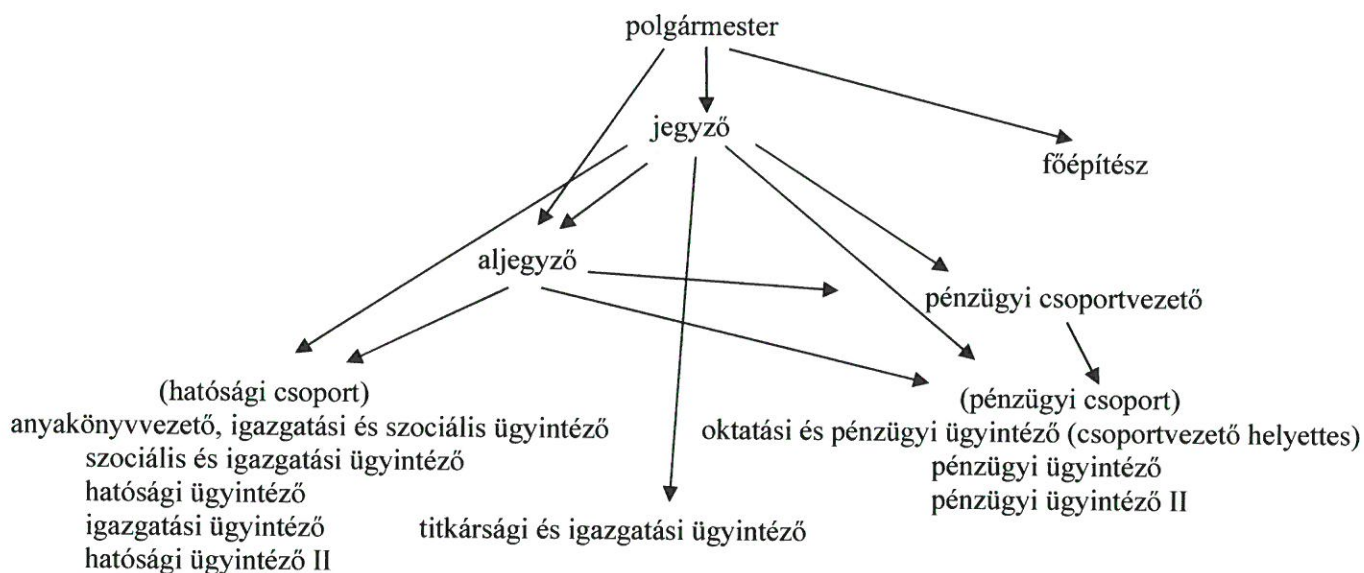 polgármester
jegyző
főépítész
aljegyző
pénzügyi csoportvezető
(hatósági csoport)
anyakönyvvezető, igazgatási és szociális ügyintéző
szociális és igazgatási ügyintéző
hatósági ügyintéző
igazgatási ügyintéző
hatósági ügyintéző II
titkársági és igazgatási ügyintéző
(pénzügyi csoport)
oktatási és pénzügyi ügyintéző (csoportvezető helyettes)
pénzügyi ügyintéző
pénzügyi ügyintéző II